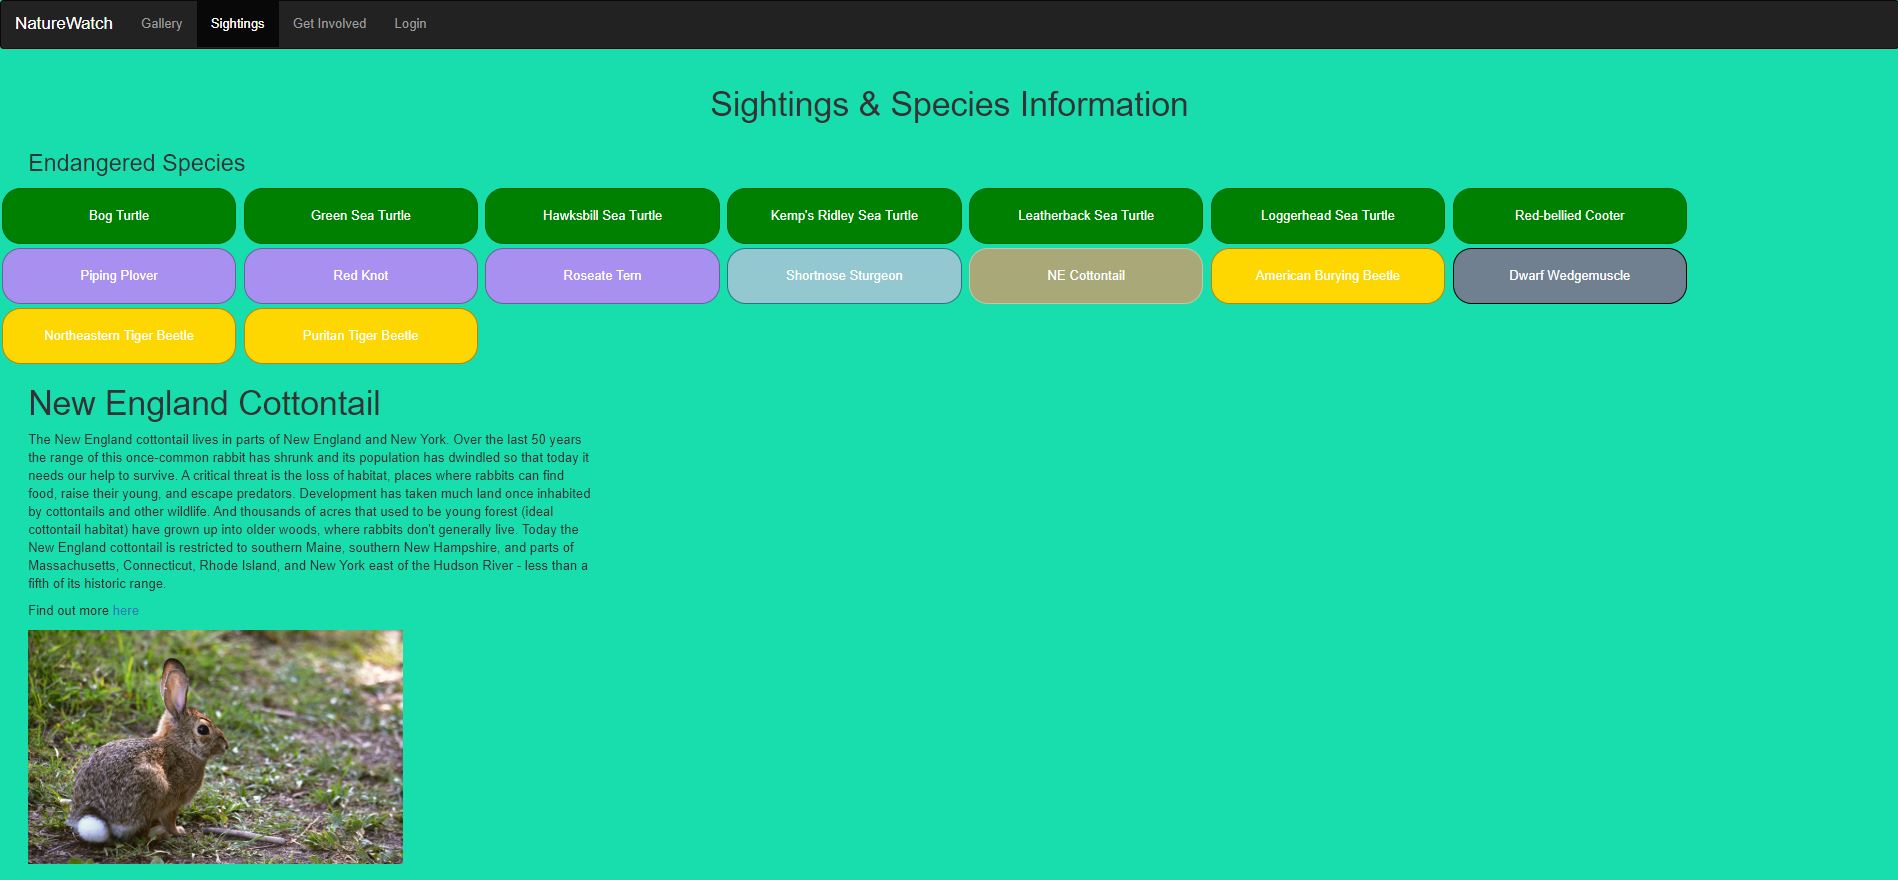 NatureWatch Gallery Sightings Get Involved Login
Sightings & Species Information
Endangered Species
Bog Turtle Green Sea Turtle Hawksbill Sea Turtle Kemp's Ridley Sea Turtle Leatherback Sea Turtle Loggerhead Sea Turtle Red-bellied Cooter
Piping Plover Red Knot Roseate Tern Shortnose Sturgeon NE Cottontail American Burying Beetle Dwarf Wedgemuscle
Northeastern Tiger Beetle Puritan Tiger Beetle
New England Cottontail
The New England cottontail lives in parts of New England and New York. Over the last 50 years
the range of this once-common rabbit has shrunk and its population has dwindled so that today it
needs our help to survive. A critical threat is the loss of habitat, places where rabbits can find
food, raise their young, and escape predators. Development has taken much land once inhabited
by cottontails and other wildlife. And thousands of acres that used to be young forest (ideal
cottontail habitat) have grown up into older woods, where rabbits don't generally live. Today the
New England cottontail is restricted to southern Maine, southern New Hampshire, and parts of
Massachusetts, Connecticut, Rhode Island, and New York east of the Hudson River - less than a
fifth of its historic range.
Find out more here